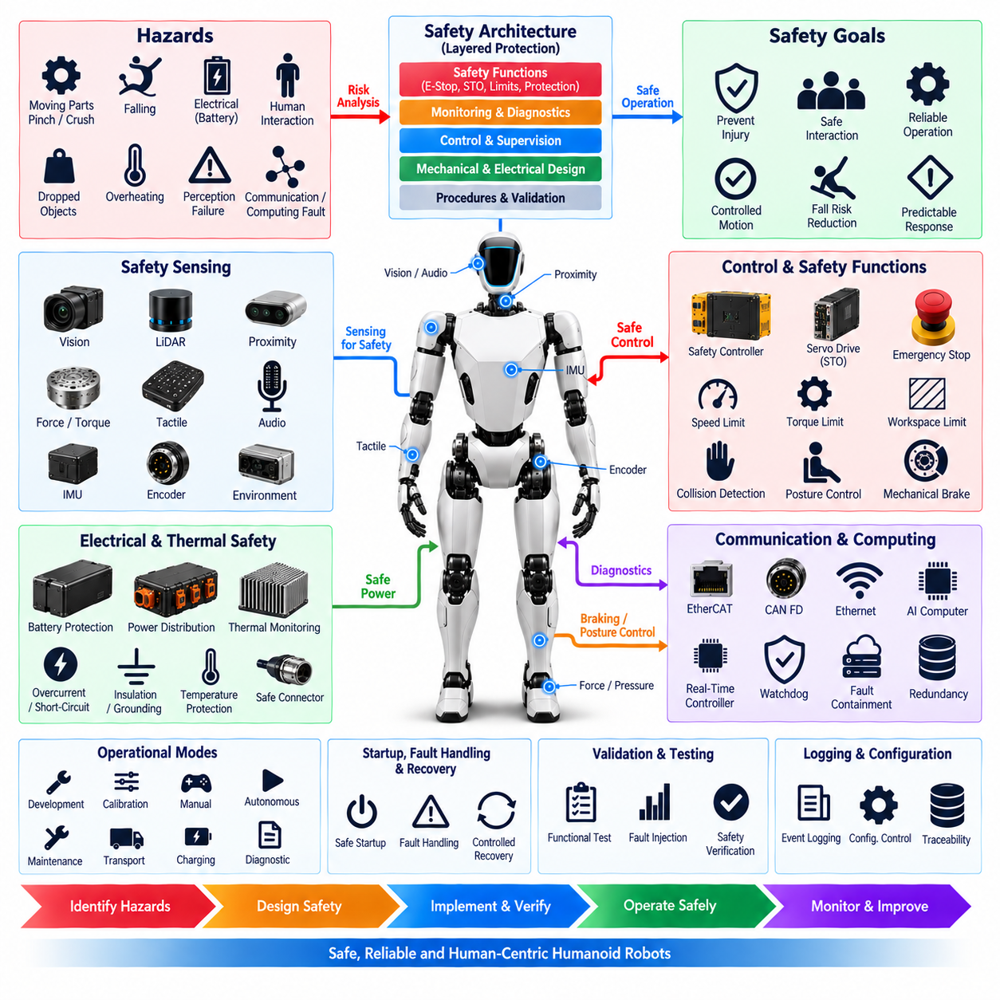 Hazards
Moving Parts
Pinch / Crush
Falling
Electrical
(Battery)
Human
Interaction
Dropped
Objects
Overheating
Perception
Failure
Communication /
Computing Fault
Risk
Analysis
Safety Architecture
(Layered Protection)
Safety Functions
(E-Stop, STO, Limits, Protection)
Monitoring & Diagnostics
Control & Supervision
Mechanical & Electrical Design
Procedures & Validation
Safe
Operation
Safety Goals
Prevent
Injury
Safe
Interaction
Reliable
Operation
Controlled
Motion
Fall Risk
Reduction
Predictable
Response
Safety Sensing
Vision
LiDAR
Proximity
Force / Torque
Tactile
Audio
IMU
Encoder
Environment
Sensing
for Safety
Vision / Audio
Proximity
IMU
Tactile
Encoder
Force / Pressure
Safe
Control
Control & Safety Functions
Safety Controller
Servo Drive
(STO)
Emergency Stop
Speed Limit
Torque Limit
Workspace Limit
Collision Detection
Posture Control
Mechanical Brake
Electrical & Thermal Safety
Battery Protection
Power Distribution
Thermal Monitoring
Overcurrent
/ Short-Circuit
Insulation
/ Grounding
Temperature
Protection
Safe Connector
Safe
Power
Diagnostics
Braking /
Posture Control
Communication & Computing
EtherCAT
CAN FD
Ethernet
AI Computer
Real-Time
Controller
Watchdog
Fault
Containment
Redundancy
Operational Modes
Development
Calibration
Manual
Autonomous
Maintenance
Transport
Charging
Diagnostic
Startup, Fault Handling
& Recovery
Safe Startup
Fault Handling
Controlled
Recovery
Validation & Testing
Functional Test
Fault Injection
Safety
Verification
Logging & Configuration
Event Logging
Config. Control
Traceability
Identify Hazards
Design Safety
Implement & Verify
Operate Safely
Monitor & Improve
Safe, Reliable and Human-Centric Humanoid Robots